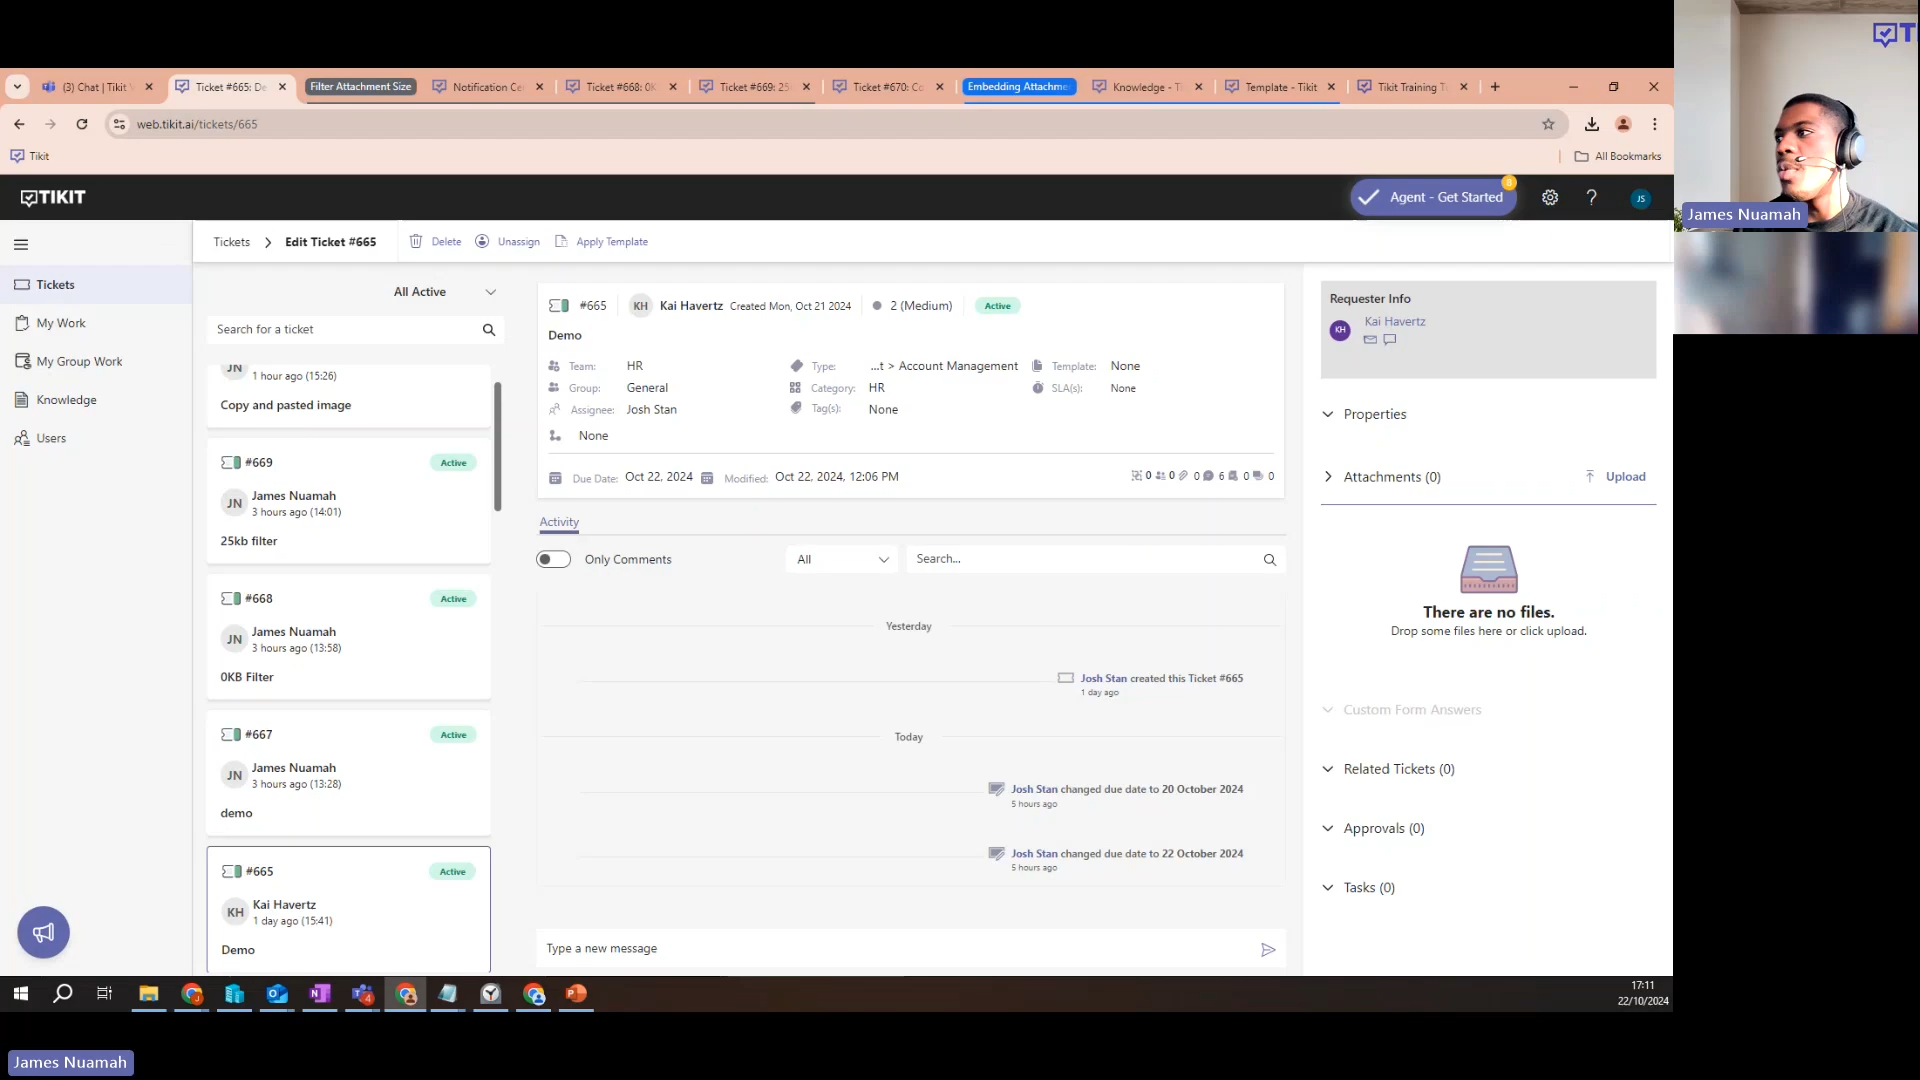 T
James Nuamah
(3) Chat | Tikit
Ticket #665: De
Filter Attachment Size
Notification Ce
Ticket #668: 0K
Ticket #669: 25
Ticket #670: Co
Embedding Attachme
Knowledge - T
Template - Tikit
Tikit Training T
web.tikit.ai/tickets/665
Tikit
All Bookmarks
TIKIT
Agent - Get Started
8
?
JS
Tickets > Edit Ticket #665
Delete
Unassign
Apply Template
Tickets
My Work
My Group Work
Knowledge
Users
All Active
Search for a ticket
JN
1 hour ago (15:26)
Copy and pasted image
#669
Active
JN
James Nuamah
3 hours ago (14:01)
25kb filter
#668
Active
JN
James Nuamah
3 hours ago (13:58)
0KB Filter
#667
Active
JN
James Nuamah
3 hours ago (13:28)
demo
#665
Active
KH
Kai Havertz
1 day ago (15:41)
Demo
#665
KH
Kai Havertz Created Mon, Oct 21 2024
2 (Medium)
Active
Demo
Team: HR
Type: ...t > Account Management
Template: None
Group: General
Category: HR
SLA(s): None
Assignee: Josh Stan
Tag(s): None
None
Due Date: Oct 22, 2024
Modified: Oct 22, 2024, 12:06 PM
0 0 0 6 0 0
Activity
Only Comments
All
Search...
Yesterday
Josh Stan created this Ticket #665
1 day ago
Today
Josh Stan changed due date to 20 October 2024
5 hours ago
Josh Stan changed due date to 22 October 2024
5 hours ago
Type a new message
Requester Info
KH
Kai Havertz
Properties
Attachments (0)
Upload
There are no files.
Drop some files here or click upload.
Custom Form Answers
Related Tickets (0)
Approvals (0)
Tasks (0)
17:11
22/10/2024
James Nuamah